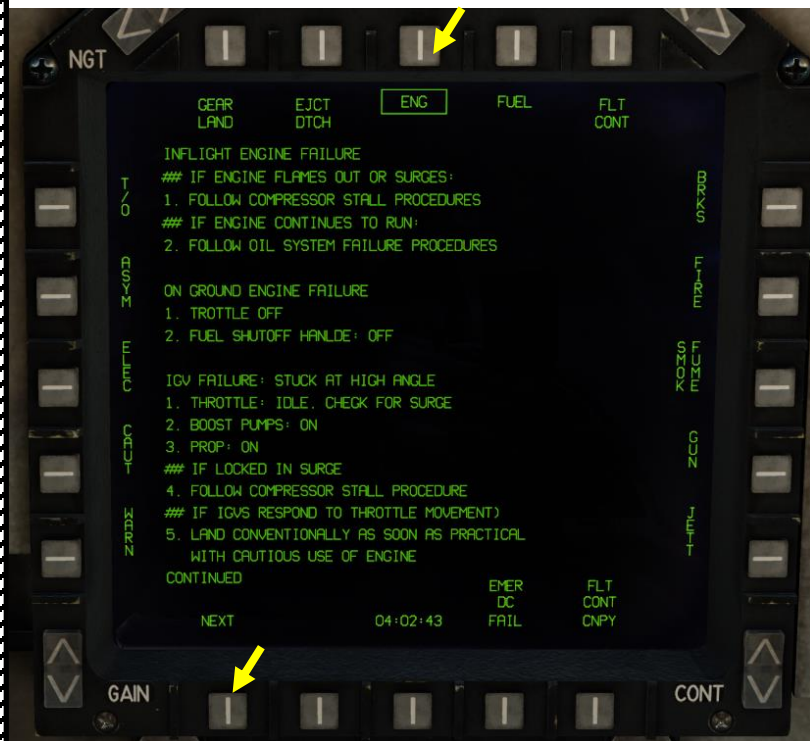 NGT
GEAR LAND
EJCT DTCH
ENG
FUEL
FLT CONT
INFLIGHT ENGINE FAILURE
## IF ENGINE FLAMES OUT OR SURGES:
1. FOLLOW COMPRESSOR STALL PROCEDURES
## IF ENGINE CONTINUES TO RUN:
2. FOLLOW OIL SYSTEM FAILURE PROCEDURES
ON GROUND ENGINE FAILURE
1. TROTTLE OFF
2. FUEL SHUTOFF HANLDE: OFF
IGV FAILURE: STUCK AT HIGH ANGLE
1. THROTTLE: IDLE. CHECK FOR SURGE
2. BOOST PUMPS: ON
3. PROP: ON
## IF LOCKED IN SURGE
4. FOLLOW COMPRESSOR STALL PROCEDURE
## IF IGVS RESPOND TO THROTTLE MOVEMENT)
5. LAND CONVENTIONALLY AS SOON AS PRACTICAL
WITH CAUTIOUS USE OF ENGINE
CONTINUED
T/O
ASYM
ELEC
CAUT
WARN
BRKS
FIRE
SMOK FUME
GUN
JETT
NEXT
04:02:43
EMER DC FAIL
FLT CONT CNPY
GAIN
CONT